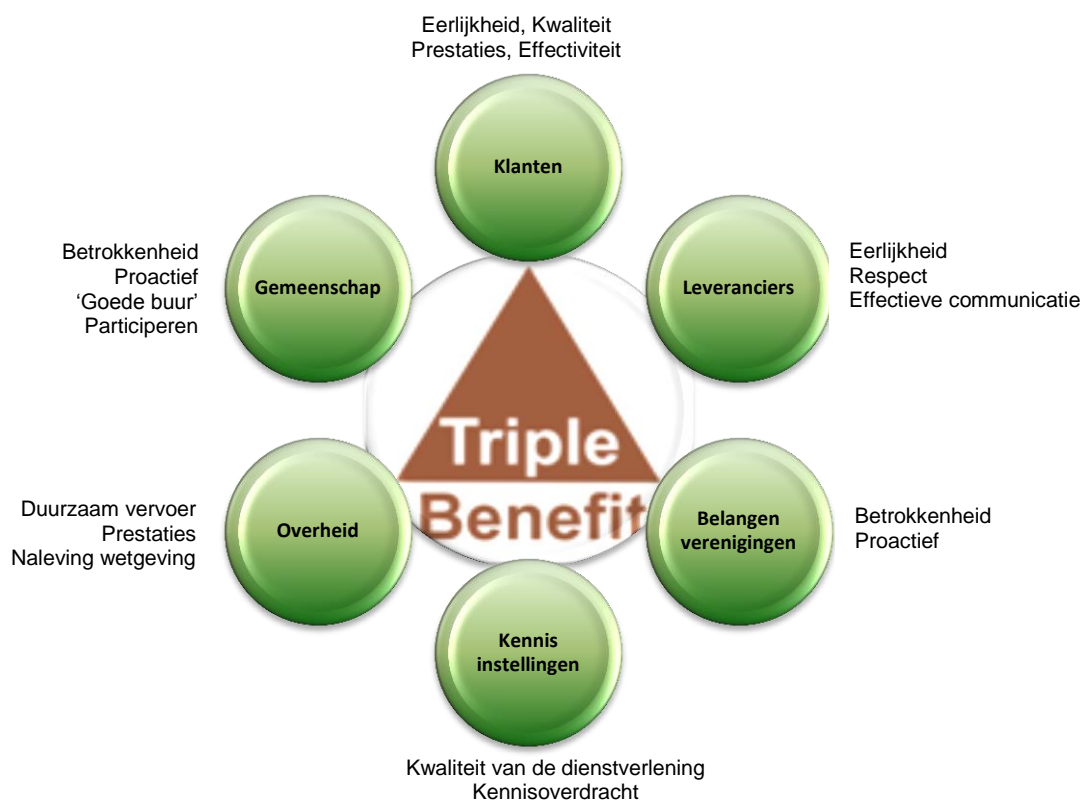 Eerlijkheid, Kwaliteit
Prestaties, Effectiviteit
Klanten
Betrokkenheid
Proactief
‘Goede buur’
Participeren
Gemeenschap
Leveranciers
Eerlijkheid
Respect
Effectieve communicatie
Triple
Benefit
Duurzaam vervoer
Prestaties
Naleving wetgeving
Overheid
Belangen
verenigingen
Betrokkenheid
Proactief
Kennis
instellingen
Kwaliteit van de dienstverlening
Kennisoverdracht